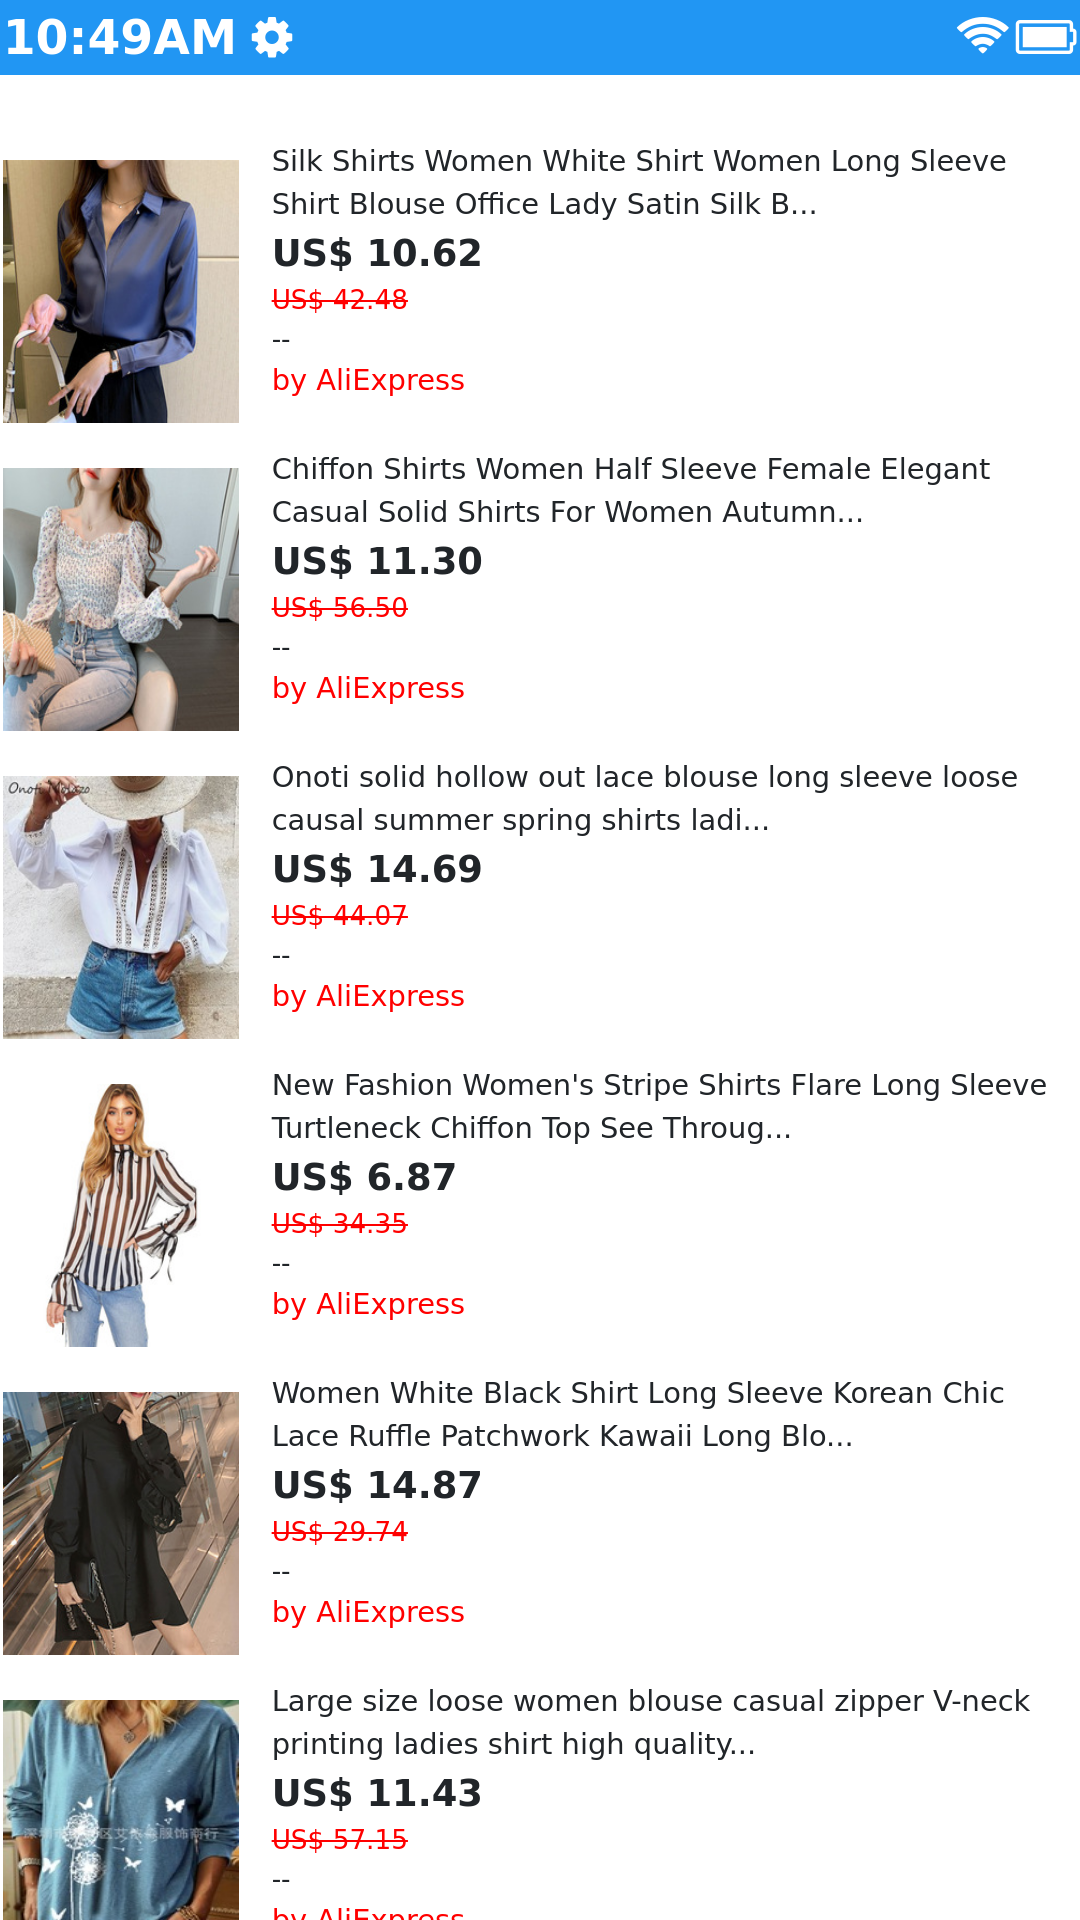 10:49AM
Silk Shirts Women White Shirt Women Long Sleeve
Shirt Blouse Office Lady Satin Silk B...
US$ 10.62
US$ 42.48
--
by AliExpress
Chiffon Shirts Women Half Sleeve Female Elegant
Casual Solid Shirts For Women Autumn...
US$ 11.30
US$ 56.50
--
by AliExpress
Onoti solid hollow out lace blouse long sleeve loose
causal summer spring shirts ladi...
US$ 14.69
US$ 44.07
--
by AliExpress
New Fashion Women's Stripe Shirts Flare Long Sleeve
Turtleneck Chiffon Top See Throug...
US$ 6.87
US$ 34.35
--
by AliExpress
Women White Black Shirt Long Sleeve Korean Chic
Lace Ruffle Patchwork Kawaii Long Blo...
US$ 14.87
US$ 29.74
--
by AliExpress
Large size loose women blouse casual zipper V-neck
printing ladies shirt high quality...
US$ 11.43
US$ 57.15
--
by AliExpress